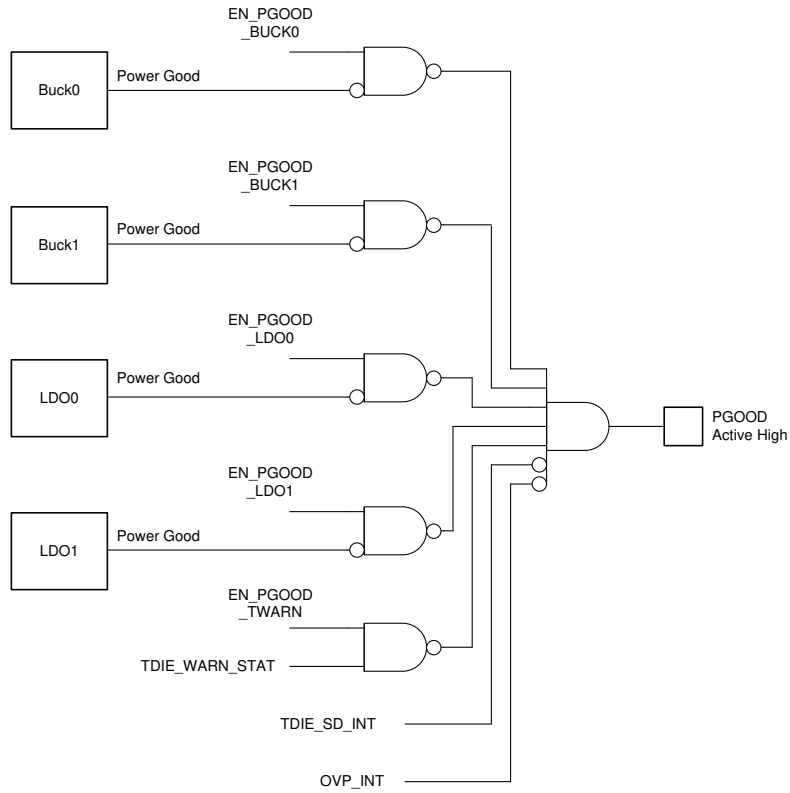 EN_PGOOD
_BUCK0
Buck0
Power Good
EN_PGOOD
_BUCK1
Buck1
Power Good
EN_PGOOD
_LDO0
LDO0
Power Good
PGOOD
Active High
EN_PGOOD
_LDO1
LDO1
Power Good
EN_PGOOD
_TWARN
TDIE_WARN_STAT
TDIE_SD_INT
OVP_INT